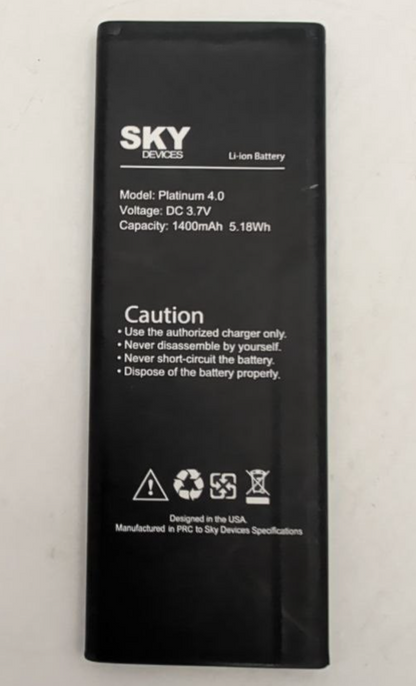 SKY
DEVICES
Li-ion Battery
Model: Platinum 4.0
Voltage: DC 3.7V
Capacity: 1400mAh 5.18Wh
Caution
• Use the authorized charger only.
• Never disassemble by yourself.
• Never short-circuit the battery.
• Dispose of the battery properly.
Designed in the USA.
Manufactured in PRC to Sky Devices Specifications